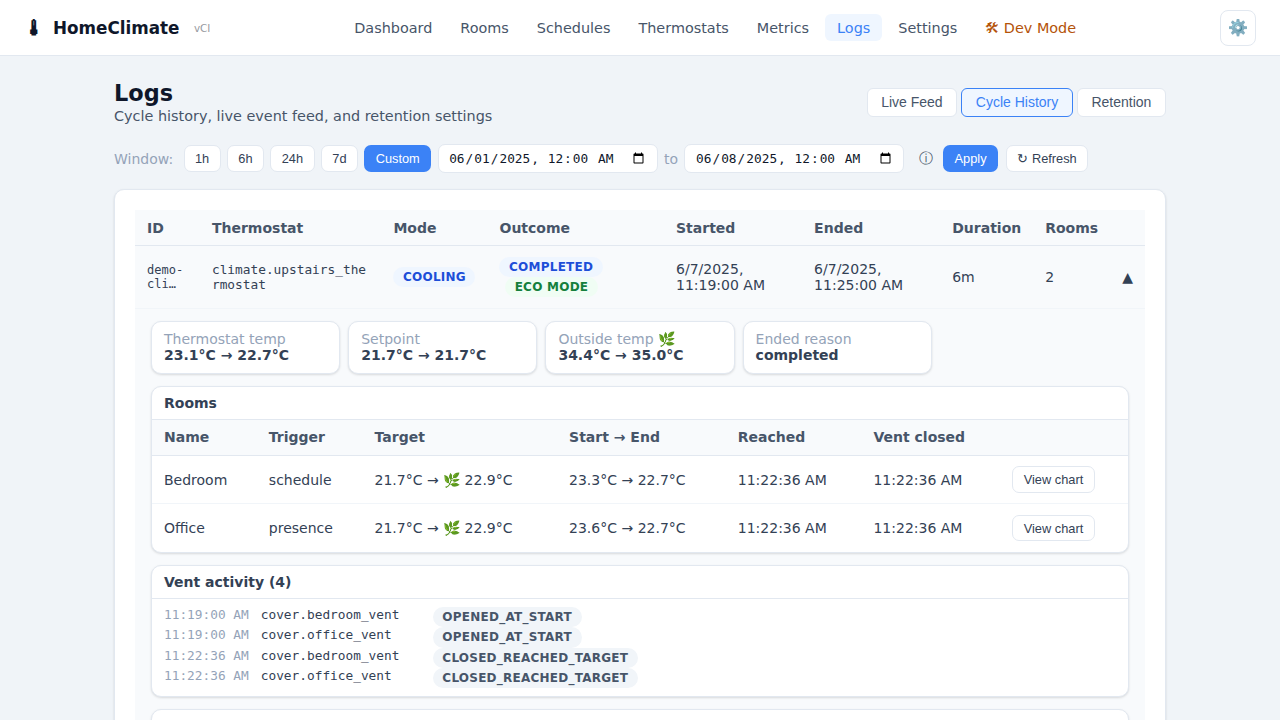 HomeClimate vCI Dashboard Rooms Schedules Thermostats Metrics Logs Settings 🛠 Dev Mode
Logs
Cycle history, live event feed, and retention settings
Live Feed Cycle History Retention
Window: 1h 6h 24h 7d Custom 06/01/2025, 12:00 AM to 06/08/2025, 12:00 AM ⓘ Apply ↻ Refresh
ID Thermostat Mode Outcome Started Ended Duration Rooms
demo-cli… climate.upstairs_thermostat COOLING COMPLETED ECO MODE 6/7/2025, 11:19:00 AM 6/7/2025, 11:25:00 AM 6m 2 ▲
Thermostat temp Setpoint Outside temp 🌿 Ended reason
23.1°C → 22.7°C 21.7°C → 21.7°C 34.4°C → 35.0°C completed
Rooms
Name Trigger Target Start → End Reached Vent closed
Bedroom schedule 21.7°C → 🌿 22.9°C 23.3°C → 22.7°C 11:22:36 AM 11:22:36 AM View chart
Office presence 21.7°C → 🌿 22.9°C 23.6°C → 22.7°C 11:22:36 AM 11:22:36 AM View chart
Vent activity (4)
11:19:00 AM cover.bedroom_vent OPENED_AT_START
11:19:00 AM cover.office_vent OPENED_AT_START
11:22:36 AM cover.bedroom_vent CLOSED_REACHED_TARGET
11:22:36 AM cover.office_vent CLOSED_REACHED_TARGET